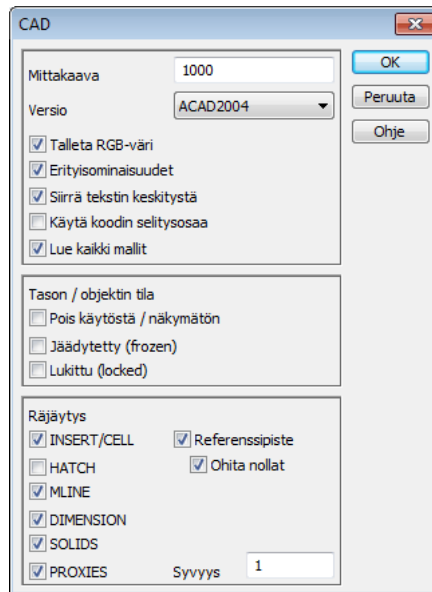 CAD
Mittakaava 1000
Versio ACAD2004
Talleta RGB-väri
Erityisominaisuudet
Siirrä tekstin keskitystä
Käytä koodin selitysosaa
Lue kaikki mallit
OK
Peruuta
Ohje
Tason / objektin tila
Pois käytöstä / näkymätön
Jäädytetty (frozen)
Lukittu (locked)
Räjäytys
INSERT/CELL Referenssipiste
HATCH Ohita nollat
MLINE
DIMENSION
SOLIDS
PROXIES Syvyys 1